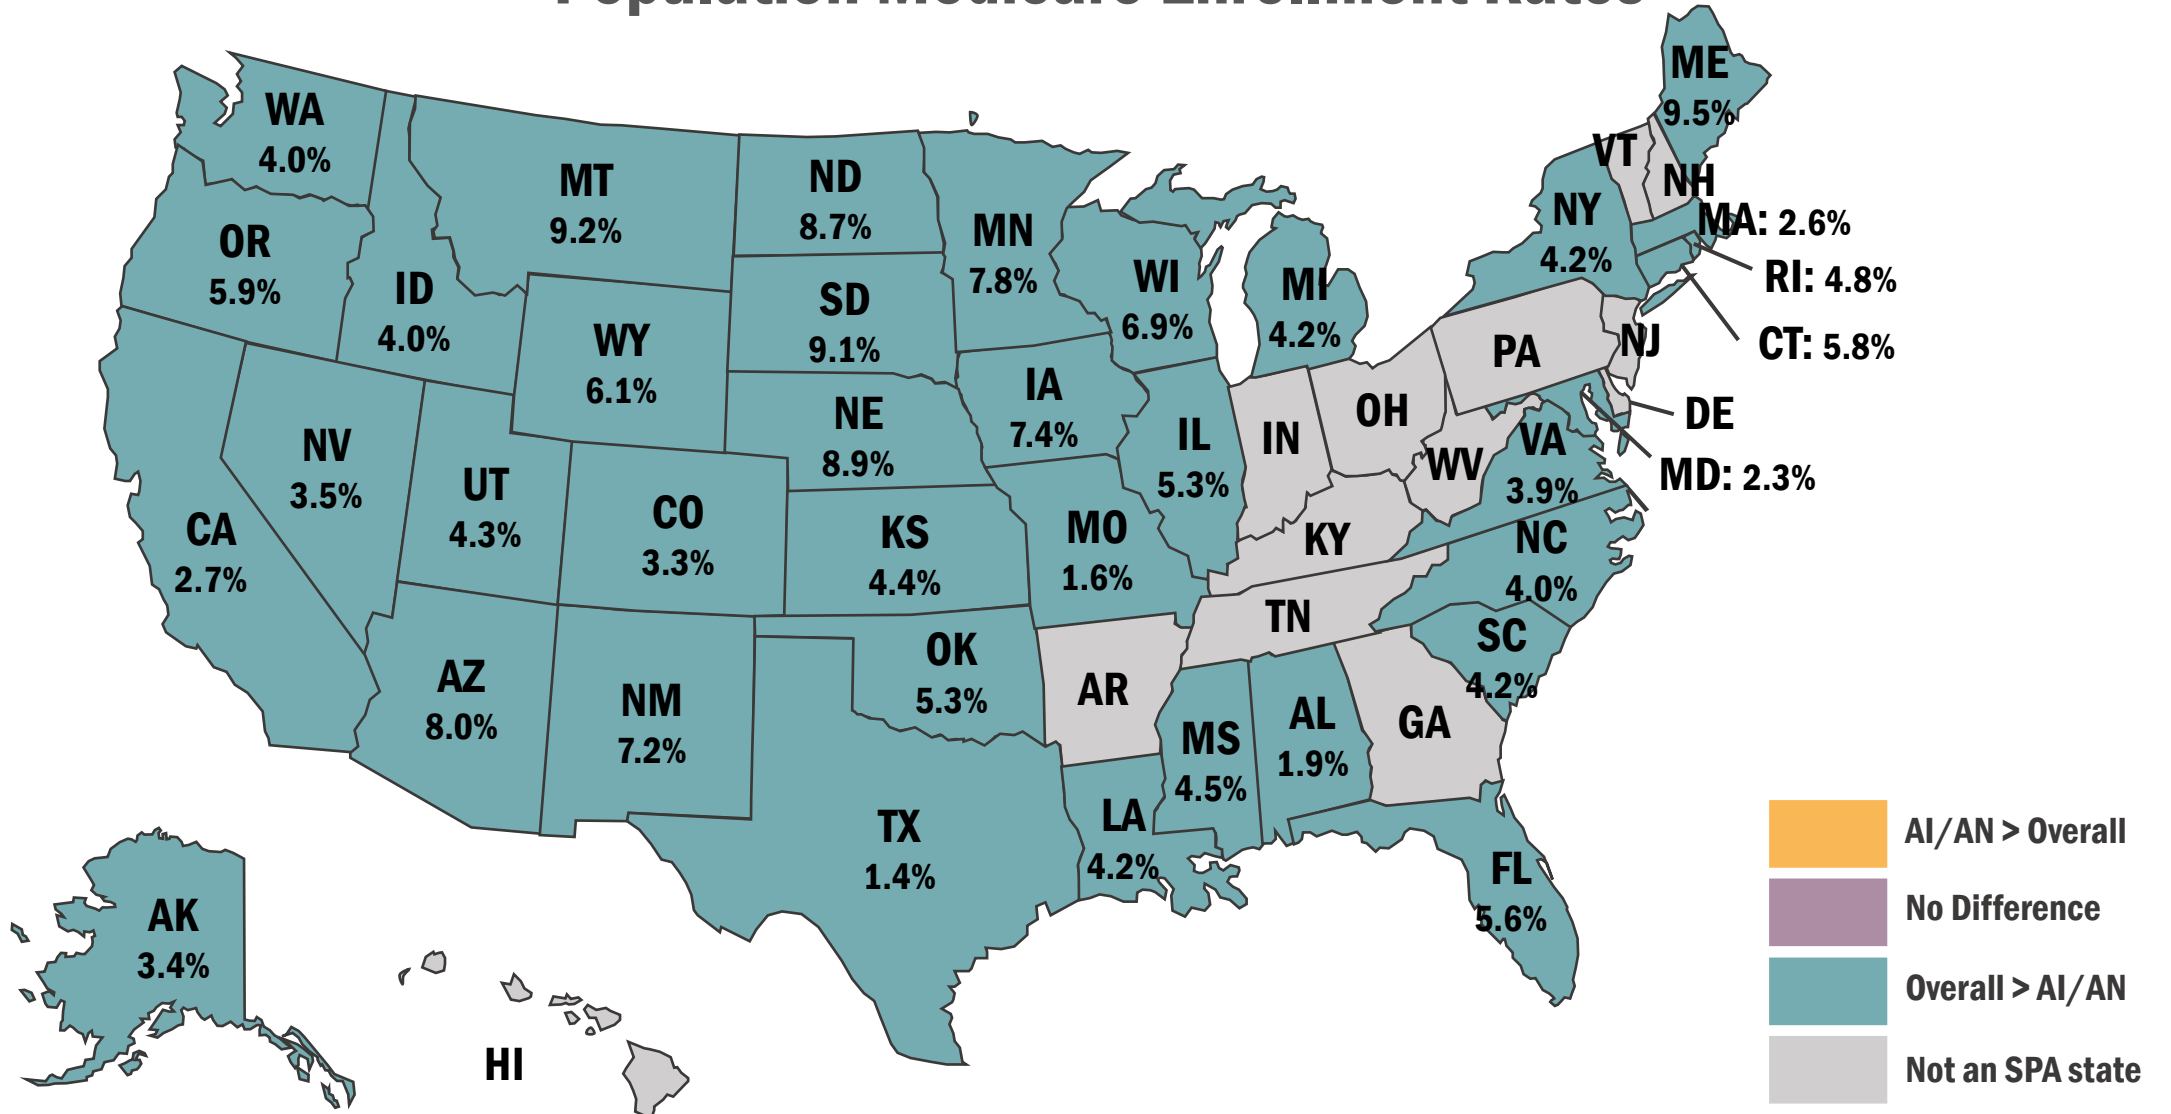 Population Medicare Enrollment Rates
ME
9.5%
WA
4.0%
VT
MT
9.2%
ND
8.7%
NH
NY
4.2%
MA: 2.6%
OR
5.9%
MN
7.8%
RI: 4.8%
ID
4.0%
SD
9.1%
WI
6.9%
MI
4.2%
WY
6.1%
NJ
CT: 5.8%
PA
IA
7.4%
NE
8.9%
OH
DE
NV
3.5%
IL
5.3%
IN
VA
3.9%
WV
MD: 2.3%
UT
4.3%
CO
3.3%
CA
2.7%
KS
4.4%
MO
1.6%
KY
NC
4.0%
TN
SC
4.2%
OK
5.3%
AZ
8.0%
NM
7.2%
AR
MS
4.5%
AL
1.9%
GA
TX
1.4%
LA
4.2%
FL
5.6%
AK
3.4%
HI
AI/AN > Overall
No Difference
Overall > AI/AN
Not an SPA state